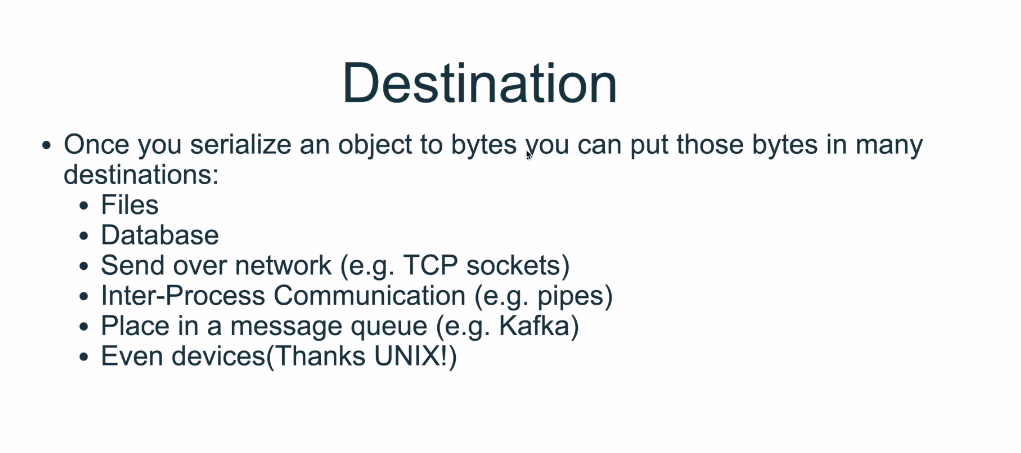 Destination
• Once you serialize an object to bytes you can put those bytes in many
destinations:
• Files
• Database
• Send over network (e.g. TCP sockets)
• Inter-Process Communication (e.g. pipes)
• Place in a message queue (e.g. Kafka)
• Even devices(Thanks UNIX!)